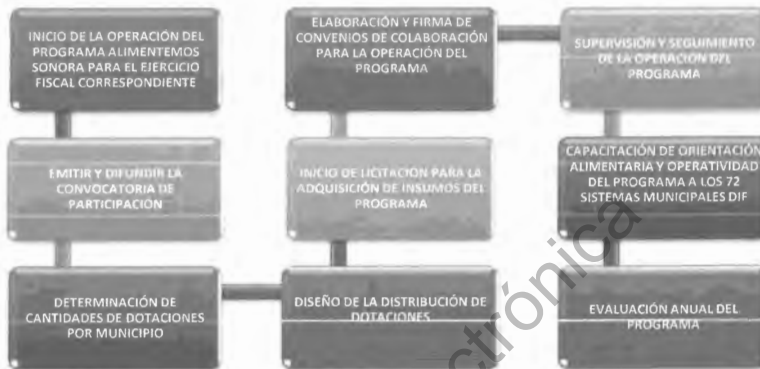 INICIO DE LA OPERACIÓN DEL
PROGRAMA ALIMENTEMOS
SONORA PARA EL EJERCICIO
FISCAL CORRESPONDIENTE
EMITIR Y DIFUNDIR LA
CONVOCATORIA DE
PARTICIPACIÓN
DETERMINACIÓN DE
CANTIDADES DE DOTACIONES
POR MUNICIPIO
DISEÑO DE LA DISTRIBUCIÓN DE
DOTACIONES
INICIO DE LICITACION PARA LA
ADQUISICIÓN DE INSUMOS DEL
PROGRAMA
ELABORACIÓN Y FIRMA DE
CONVENIOS DE COLABORACIÓN
PARA LA OPERACIÓN DEL
PROGRAMA
SUPERVISIÓN Y SEGUIMIENTO
DE LA OPERACIÓN DEL
PROGRAMA
CAPACITACIÓN DE ORIENTACIÓN
ALIMENTARIA Y OPERATIVIDAD
DEL PROGRAMA A LOS 72
SISTEMAS MUNICIPALES DIF
EVALUACIÓN ANUAL DEL
PROGRAMA
ctrónica